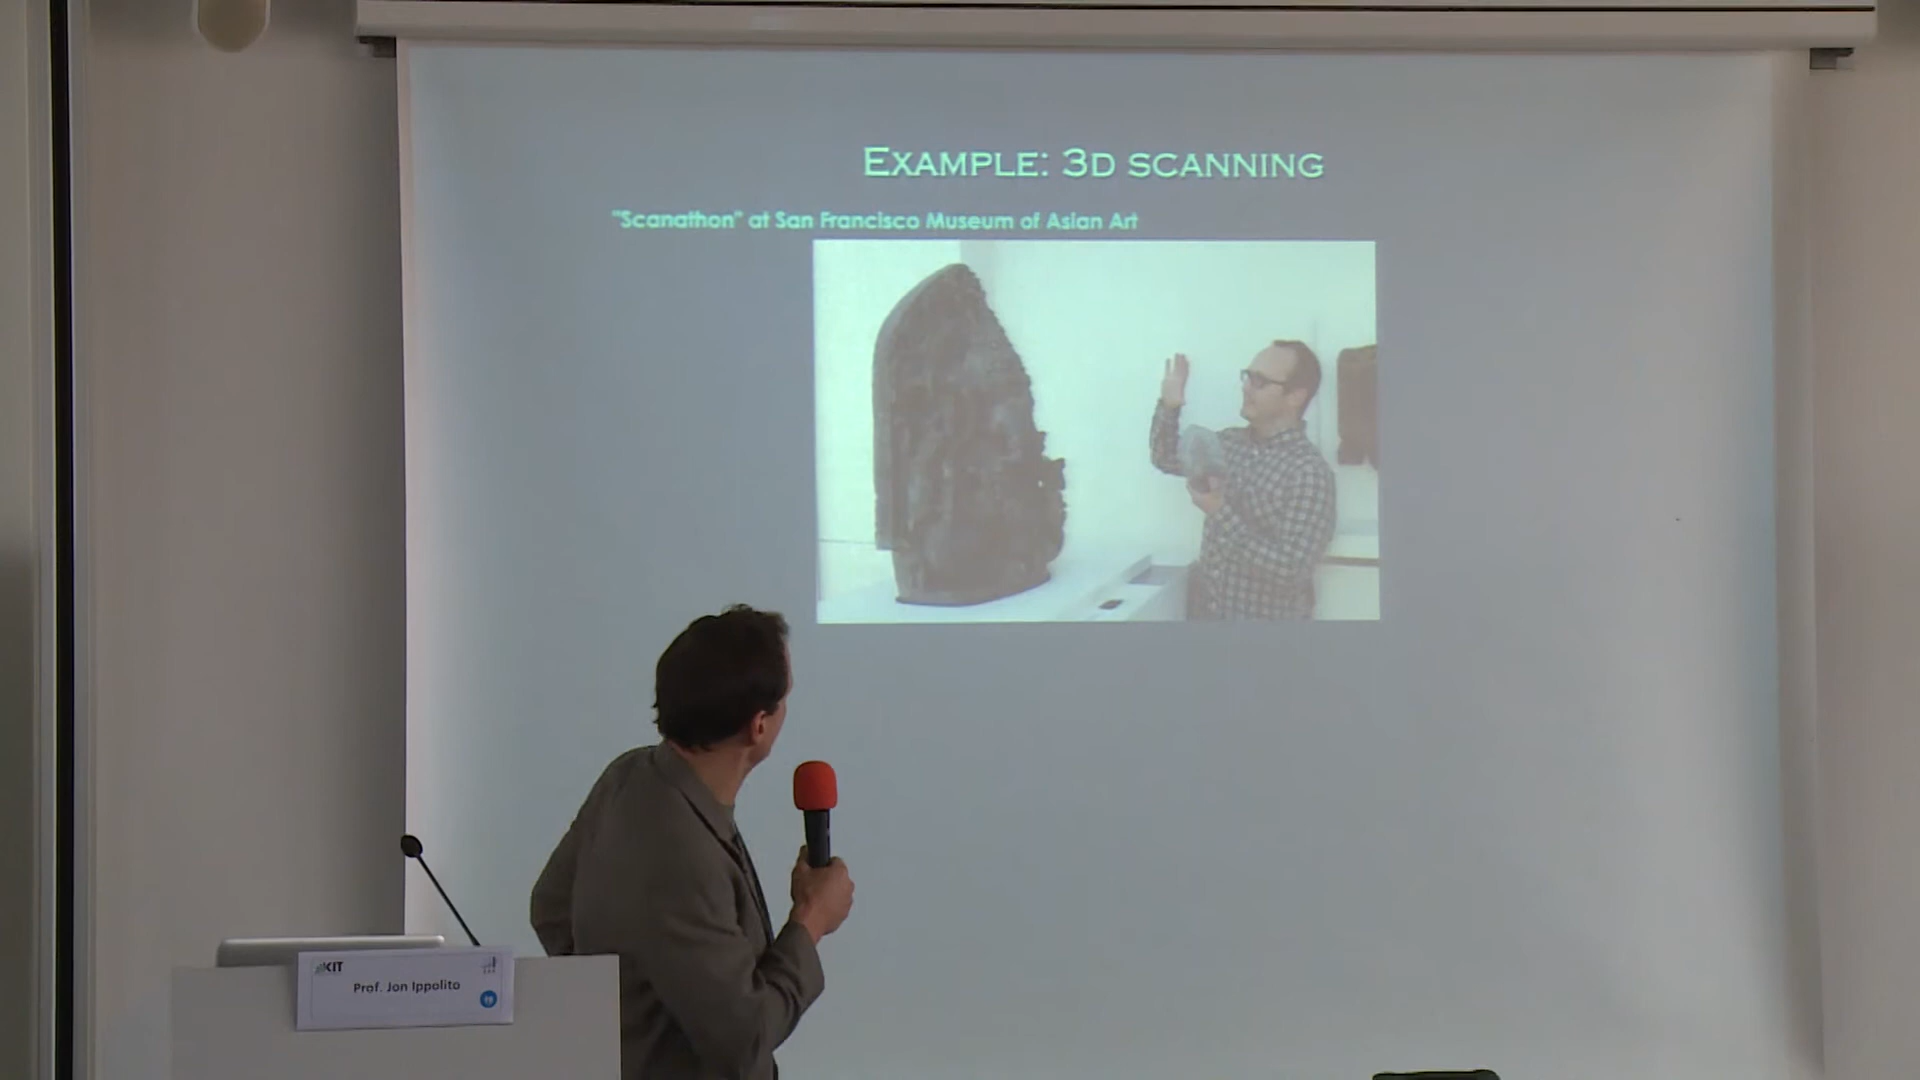 EXAMPLE: 3D SCANNING
"Scanathon" at San Francisco Museum of Asian Art
KIT
Prof. Jon Ippolito